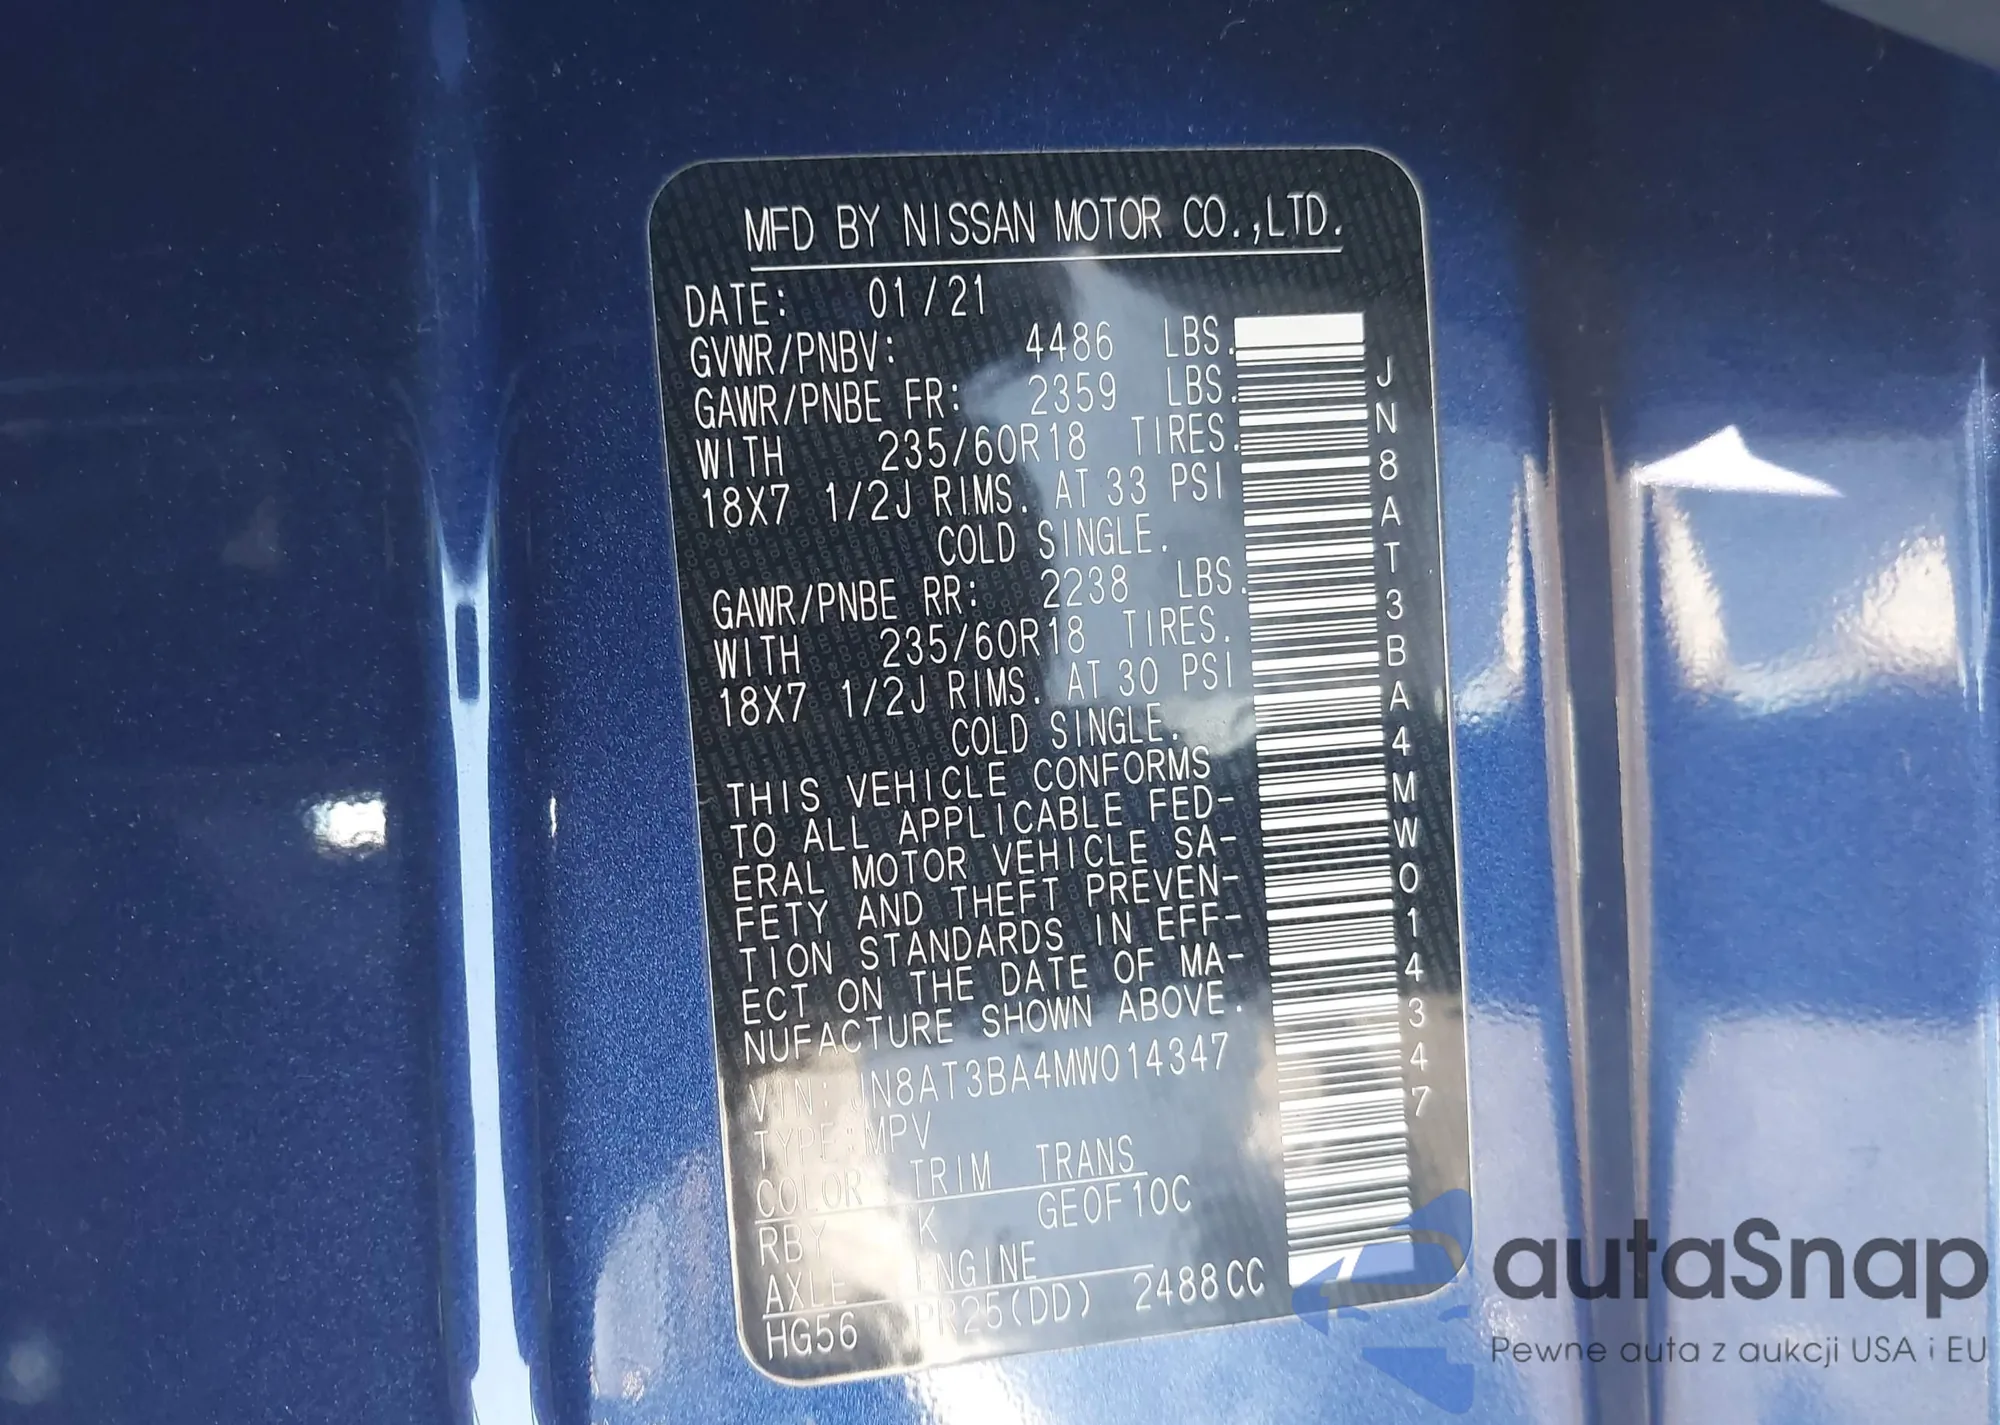 MFD BY NISSAN MOTOR CO.,LTD.
DATE: 01/21
GVWR/PNBV: 4486 LBS.
GAWR/PNBE FR: 2359 LBS.
WITH 235/60R18 TIRES.
18X7 1/2J RIMS. AT 33 PSI
COLD SINGLE.
GAWR/PNBE RR: 2238 LBS.
WITH 235/60R18 TIRES.
18X7 1/2J RIMS. AT 30 PSI
COLD SINGLE.
THIS VEHICLE CONFORMS
TO ALL APPLICABLE FED-
ERAL MOTOR VEHICLE SA-
FETY AND THEFT PREVEN-
TION STANDARDS IN EFF-
ECT ON THE DATE OF MA-
NUFACTURE SHOWN ABOVE.
VIN: JN8AT3BA4MW014347
TYPE:MPV
COLOR TRIM TRANS
RBY K GE0F10C
AXLE ENGINE
HG56 PR25(DD) 2488CC
JN8AT3BA4MW014347
autaSnap
Pewne auta z aukcji USA i EU